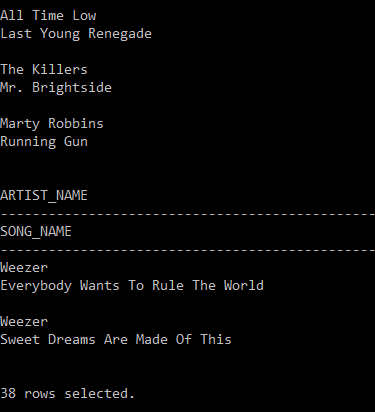 All Time Low
Last Young Renegade
The Killers
Mr. Brightside
Marty Robbins
Running Gun
ARTIST_NAME
-----------------------------------------------
SONG_NAME
-----------------------------------------------
Weezer
Everybody Wants To Rule The World
Weezer
Sweet Dreams Are Made Of This
38 rows selected.